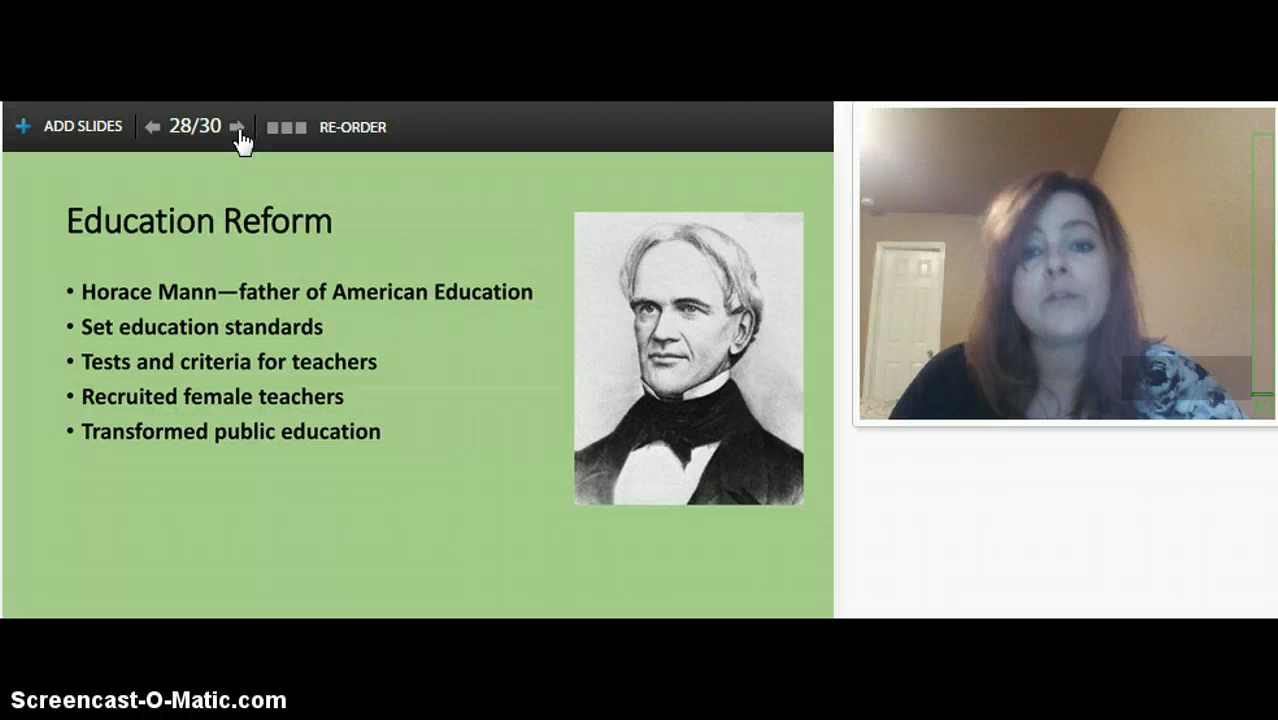 ADD SLIDES
28/30
RE-ORDER
Education Reform
• Horace Mann—father of American Education
• Set education standards
• Tests and criteria for teachers
• Recruited female teachers
• Transformed public education
Screencast-O-Matic.com